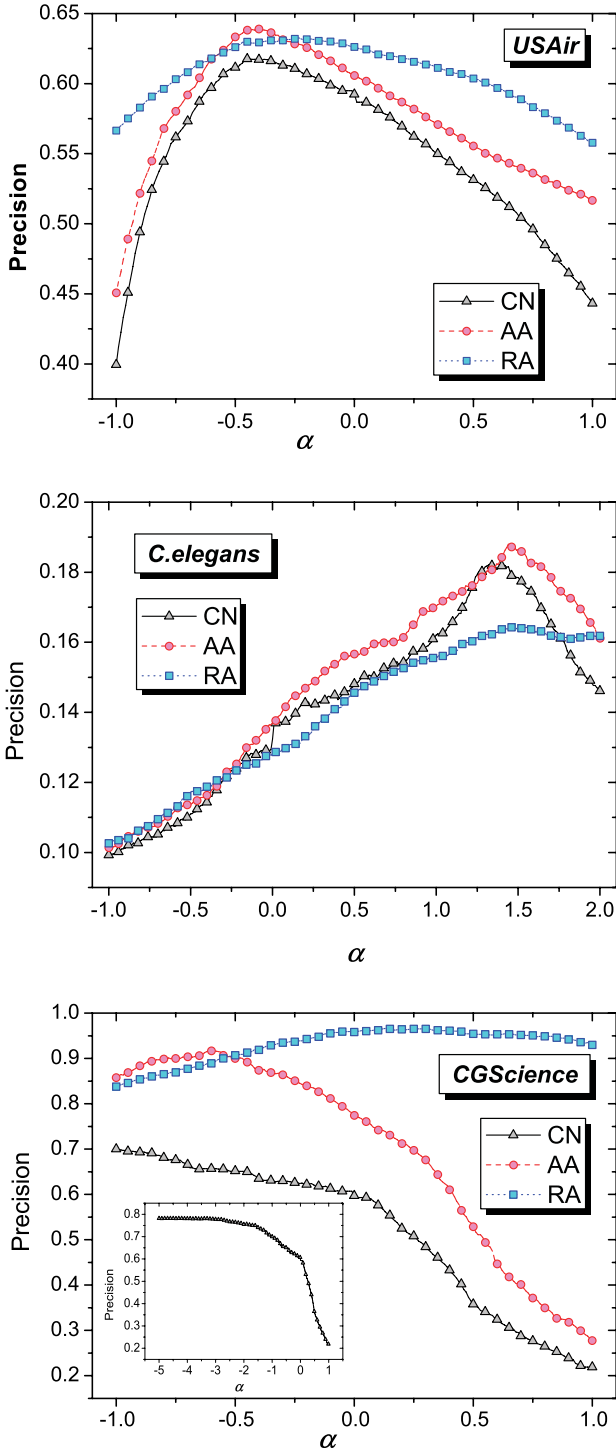 USAir
Precision
0.65
0.60
0.55
0.50
0.45
0.40
CN
AA
RA
-1.0 -0.5 0.0 0.5 1.0
α
C.elegans
Precision
0.20
0.18
0.16
0.14
0.12
0.10
CN
AA
RA
-1.0 -0.5 0.0 0.5 1.0 1.5 2.0
α
CGScience
Precision
1.0
0.9
0.8
0.7
0.6
0.5
0.4
0.3
0.2
CN
AA
RA
Precision
0.8
0.7
0.6
0.5
0.4
0.3
0.2
-5 -4 -3 -2 -1 0 1
α
-1.0 -0.5 0.0 0.5 1.0
α